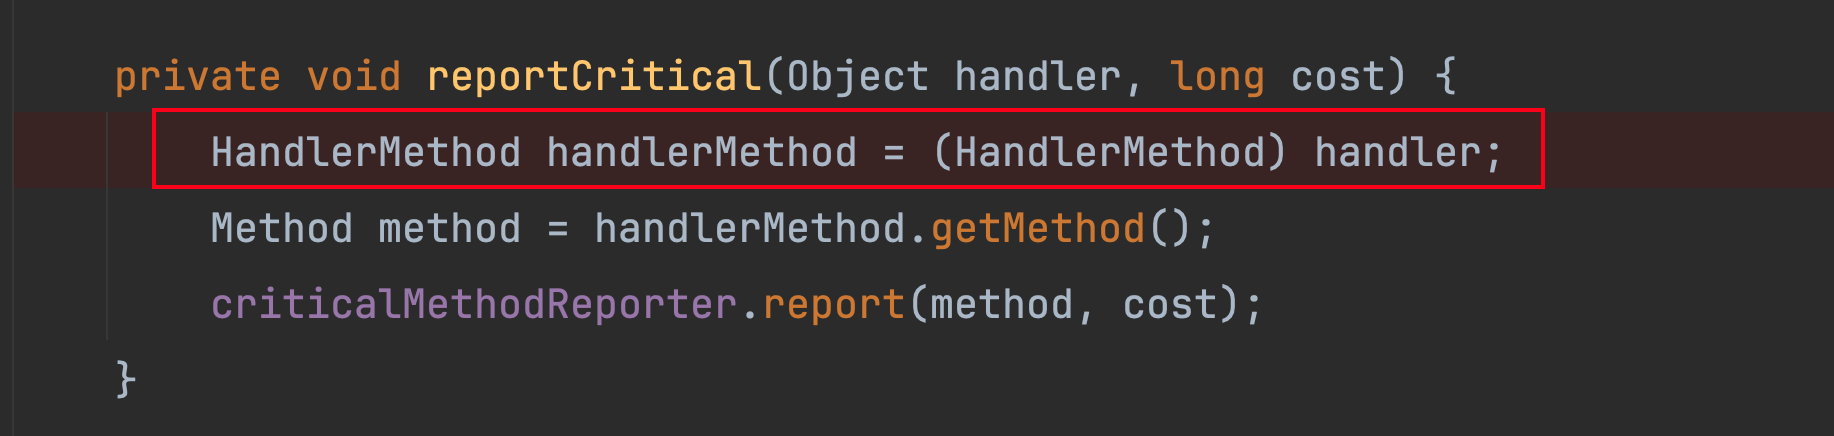 private void reportCritical(Object handler, long cost) {
HandlerMethod handlerMethod = (HandlerMethod) handler;
Method method = handlerMethod.getMethod();
criticalMethodReporter.report(method, cost);
}